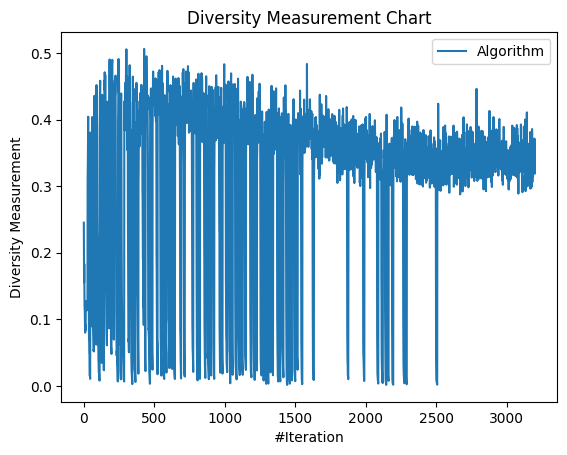 Diversity Measurement Chart
Algorithm
Diversity Measurement
0.5
0.4
0.3
0.2
0.1
0.0
0 500 1000 1500 2000 2500 3000
#Iteration